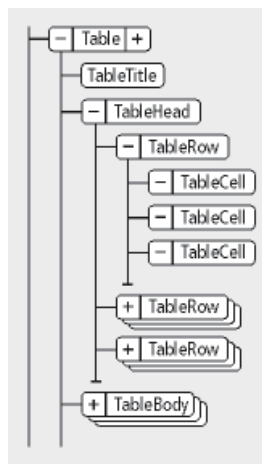 − Table +
TableTitle
− TableHead
− TableRow
− TableCell
− TableCell
− TableCell
+ TableRow
+ TableRow
+ TableBody